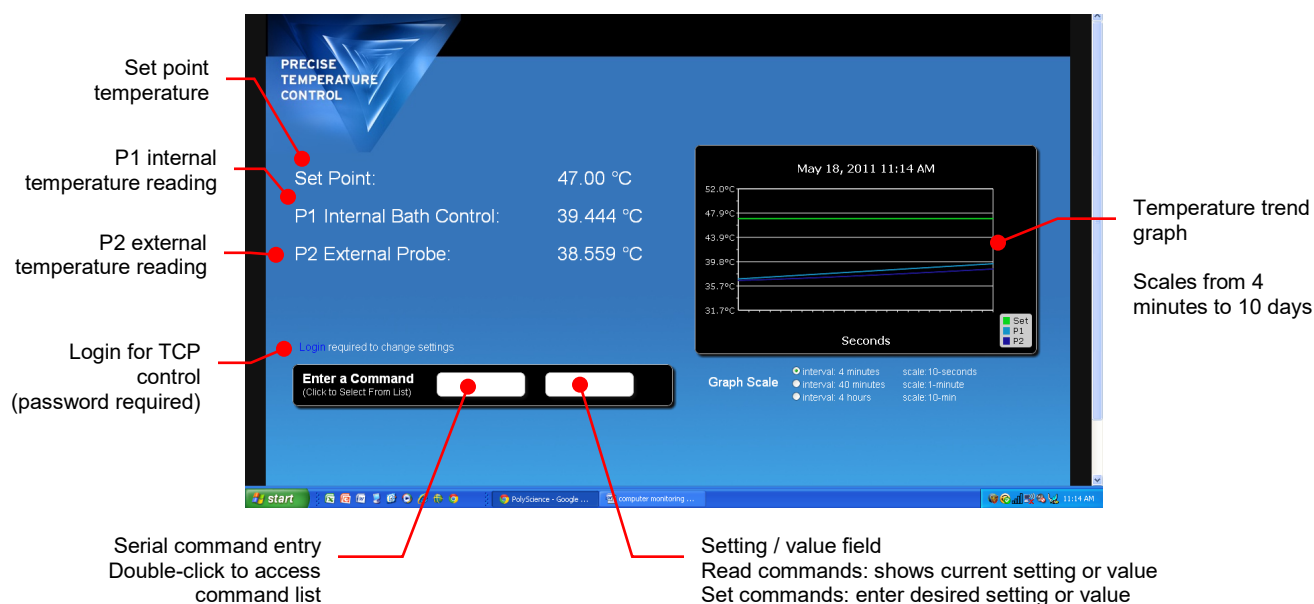 PRECISE
TEMPERATURE
CONTROL
Set point
temperature
P1 internal
temperature reading
P2 external
temperature reading
Login for TCP
control
(password required)
Set Point: 47.00 °C
P1 Internal Bath Control: 39.444 °C
P2 External Probe: 38.559 °C
Login required to change settings
Enter a Command
(Click to Select From List)
May 18, 2011 11:14 AM
52.0°C
47.9°C
43.9°C
39.8°C
35.7°C
31.7°C
Seconds
Set
P1
P2
Graph Scale
interval: 4 minutes scale:10-seconds
interval: 40 minutes scale:1-minute
interval: 4 hours scale:10-min
Temperature trend
graph
Scales from 4
minutes to 10 days
start
PolyScience - Google ...
computer monitoring ...
11:14 AM
Serial command entry
Double-click to access
command list
Setting / value field
Read commands: shows current setting or value
Set commands: enter desired setting or value